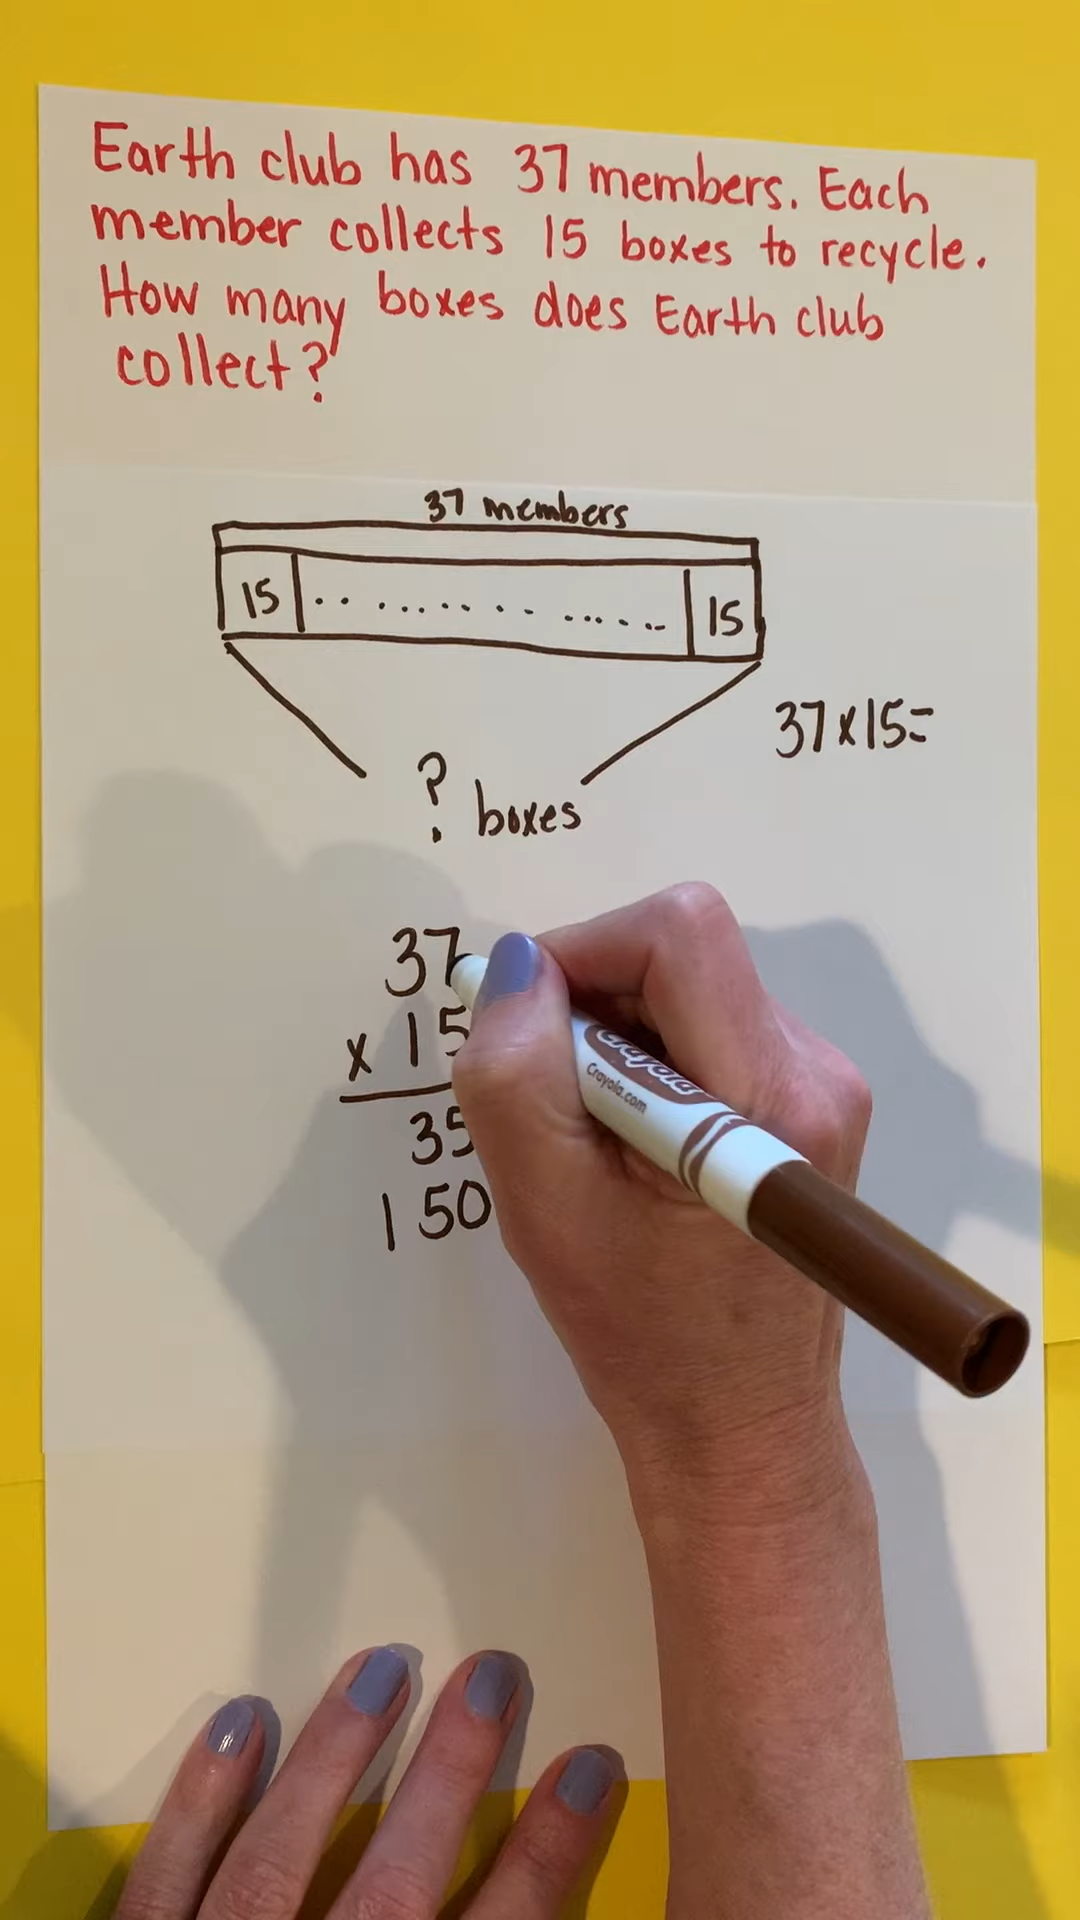 Earth club has 37 members. Each
member collects 15 boxes to recycle.
How many boxes does Earth club
collect?
37 members
15 15
37x15=
? boxes
37
x 15
35
150
Crayola
Crayola.com